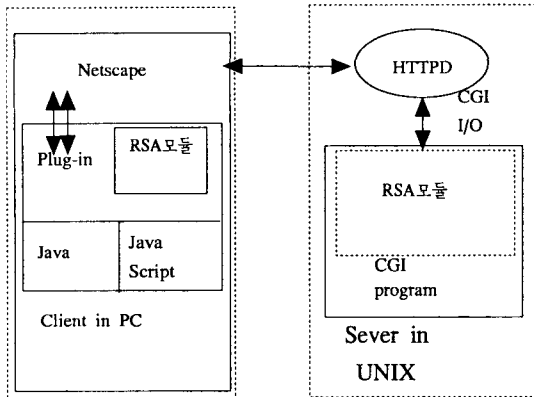 Netscape
Plug-in
RSA모듈
Java
Java
Script
Client in PC
HTTPD
CGI
I/O
RSA모듈
CGI
program
Sever in
UNIX